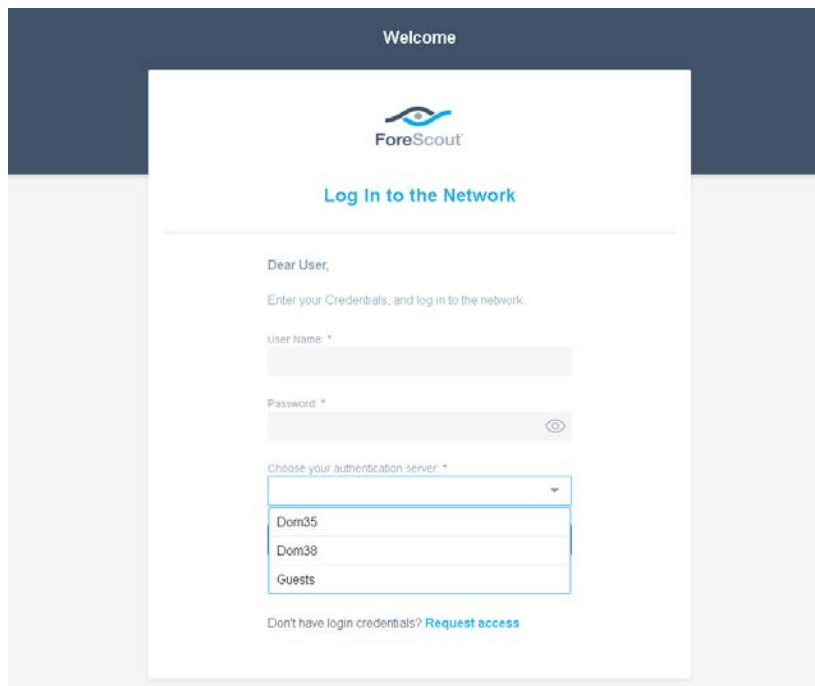 Welcome
ForeScout
Log In to the Network
Dear User,
Enter your Credentials, and log in to the network.
User Name: *
Password: *
Choose your authentication server: *
Dom35
Dom38
Guests
Don't have login credentials? Request access